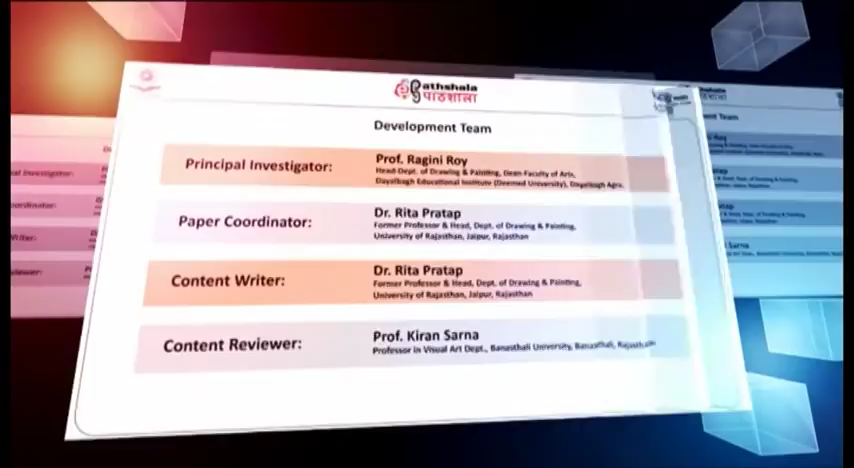 Pathshala
पाठशाला
Development Team
Principal Investigator:
Prof. Ragini Roy
Head Dept. of Drawing & Painting, Dean Faculty of Arts,
Dayalbagh Educational Institute (Deemed University), Dayalbagh Agra.
Paper Coordinator:
Dr. Rita Pratap
Former Professor & Head, Dept. of Drawing & Painting,
University of Rajasthan, Jaipur, Rajasthan
Content Writer:
Dr. Rita Pratap
Former Professor & Head, Dept. of Drawing & Painting,
University of Rajasthan, Jaipur, Rajasthan
Content Reviewer:
Prof. Kiran Sarna
Professor in Visual Art Dept., Banasthali University, Banasthali, Rajasthan